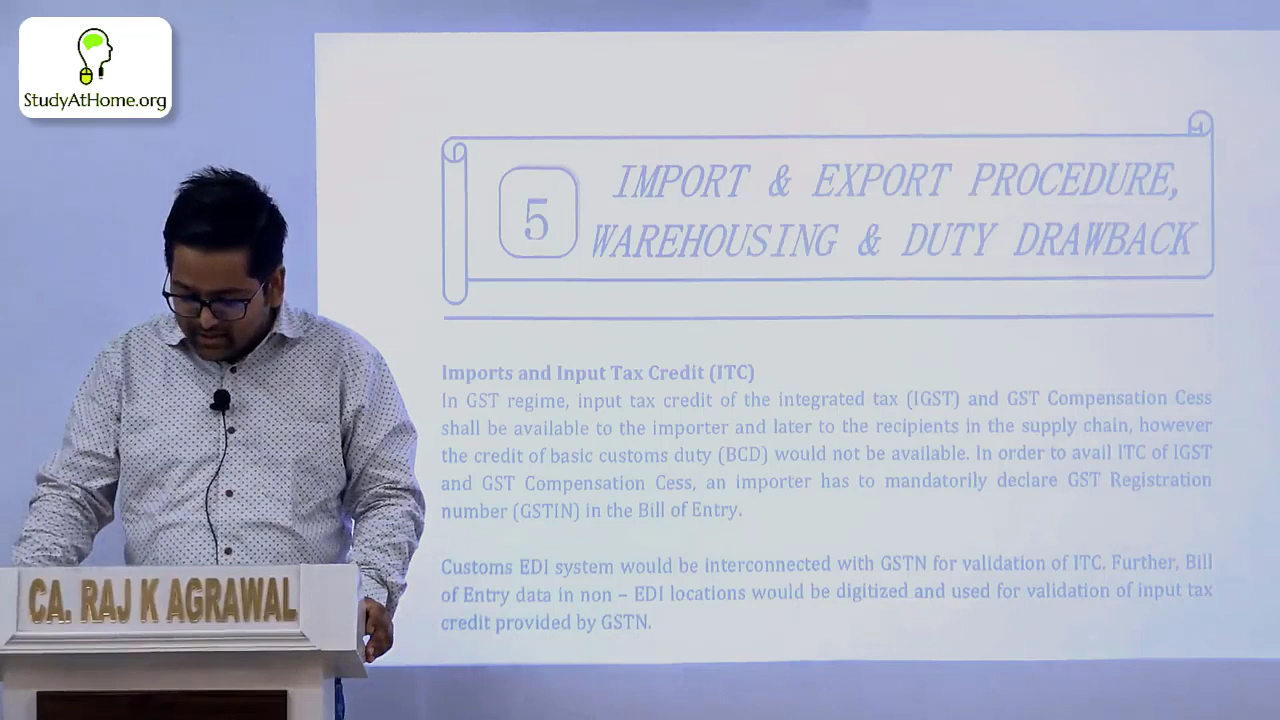 StudyAtHome.org
5
IMPORT & EXPORT PROCEDURE,
WAREHOUSING & DUTY DRAWBACK
Imports and Input Tax Credit (ITC)
In GST regime, input tax credit of the integrated tax (IGST) and GST Compensation Cess
shall be available to the importer and later to the recipients in the supply chain, however
the credit of basic customs duty (BCD) would not be available. In order to avail ITC of IGST
and GST Compensation Cess, an importer has to mandatorily declare GST Registration
number (GSTIN) in the Bill of Entry.
Customs EDI system would be interconnected with GSTN for validation of ITC. Further, Bill
of Entry data in non – EDI locations would be digitized and used for validation of input tax
credit provided by GSTN.
CA. RAJ K AGRAWAL